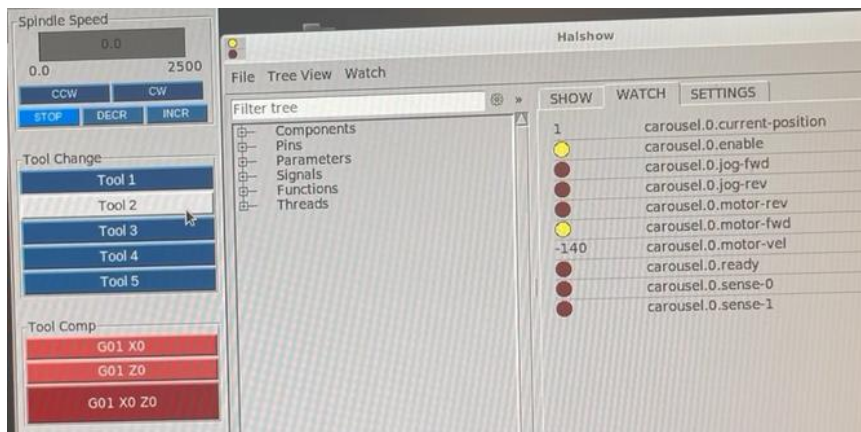 Spindle Speed
0.0
0.0 2500
CCW CW
STOP DECR INCR
Tool Change
Tool 1
Tool 2
Tool 3
Tool 4
Tool 5
Tool Comp
G01 X0
G01 Z0
G01 X0 Z0
Halshow
File Tree View Watch
Filter tree »
Components
Pins
Parameters
Signals
Functions
Threads
SHOW WATCH SETTINGS
1 carousel.0.current-position
carousel.0.enable
carousel.0.jog-fwd
carousel.0.jog-rev
carousel.0.motor-rev
carousel.0.motor-fwd
-140 carousel.0.motor-vel
carousel.0.ready
carousel.0.sense-0
carousel.0.sense-1